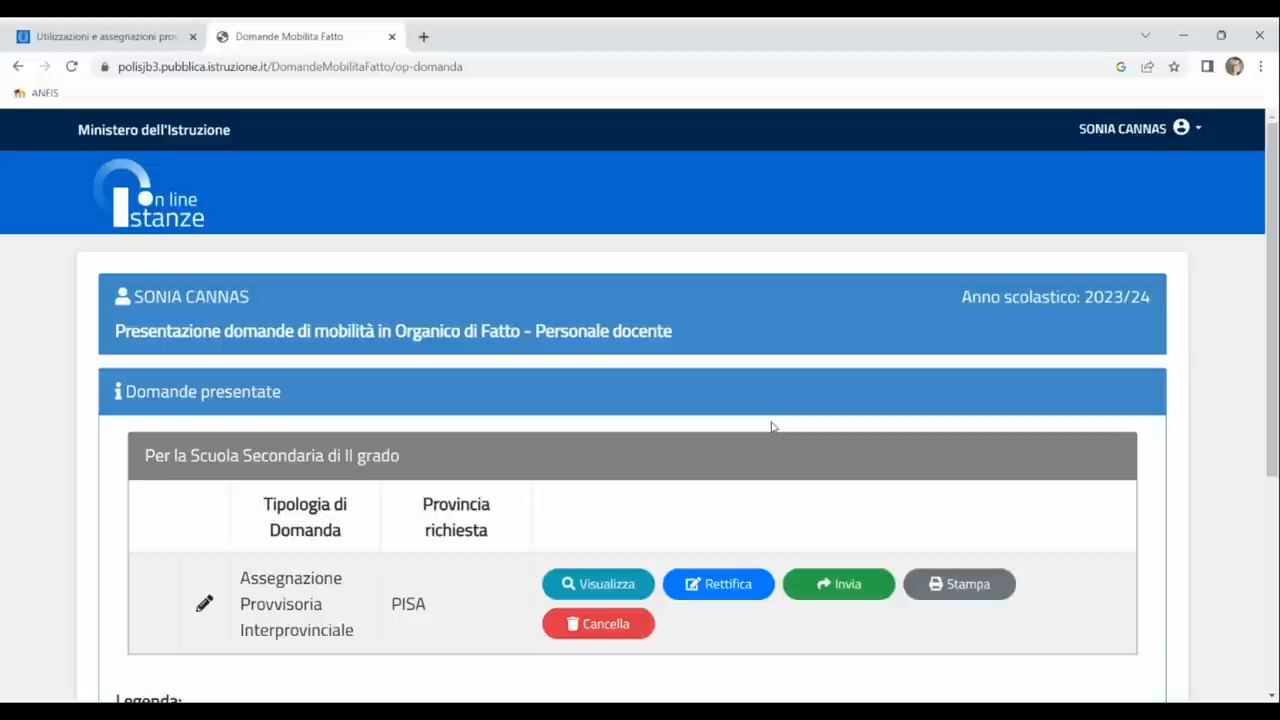 Utilizzazioni e assegnazioni prov
Domande Mobilita Fatto
polisjb3.pubblica.istruzione.it/DomandeMobilitaFatto/op-domanda
ANFIS
Ministero dell'Istruzione
SONIA CANNAS
On line
Istanze
SONIA CANNAS
Anno scolastico: 2023/24
Presentazione domande di mobilità in Organico di Fatto - Personale docente
Domande presentate
Per la Scuola Secondaria di II grado
Tipologia di
Domanda
Provincia
richiesta
Assegnazione
Provvisoria
Interprovinciale
PISA
Visualizza
Rettifica
Invia
Stampa
Cancella
Legenda: